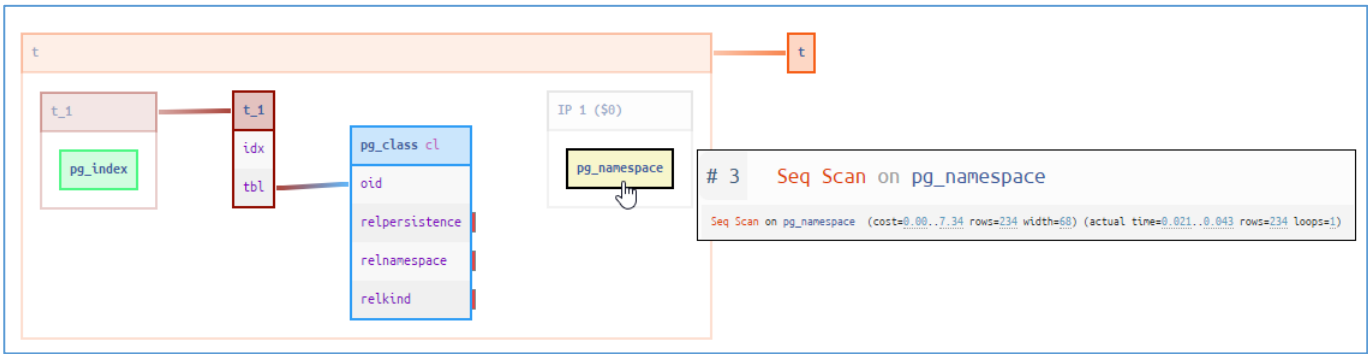 t
t
t_1
t_1
idx
tbl
pg_index
pg_class cl
oid
relpersistence
relnamespace
relkind
IP 1 ($0)
pg_namespace
# 3 Seq Scan on pg_namespace
Seq Scan on pg_namespace (cost=0.00..7.34 rows=234 width=68) (actual time=0.021..0.043 rows=234 loops=1)